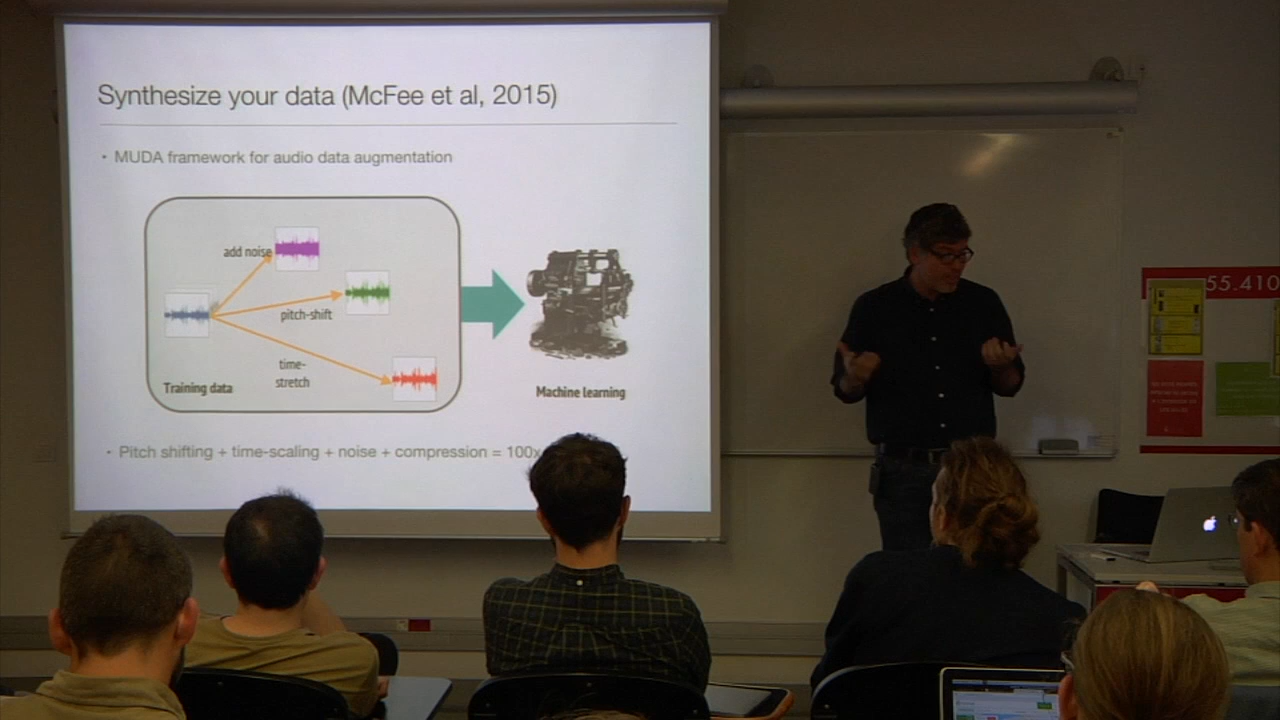 Synthesize your data (McFee et al, 2015)
• MUDA framework for audio data augmentation
add noise
pitch-shift
time-
stretch
Training data
Machine learning
• Pitch shifting + time-scaling + noise + compression = 100x
55.410